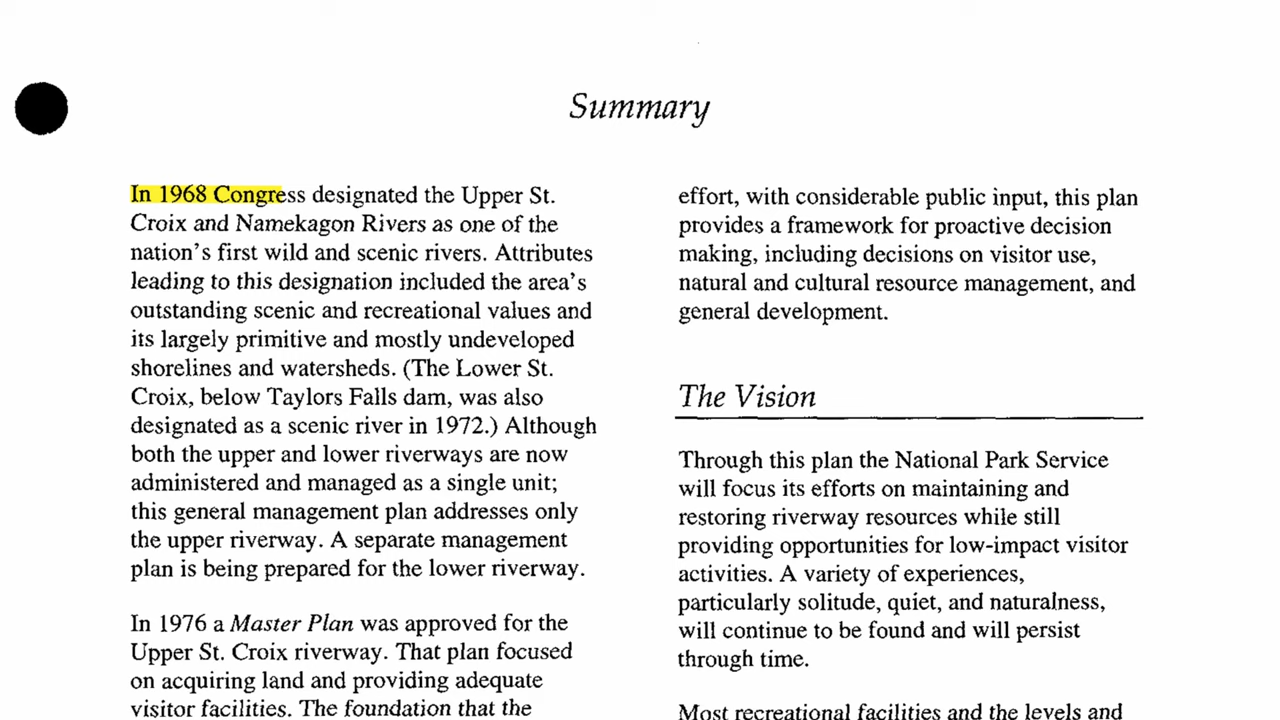 Summary
In 1968 Congress designated the Upper St.
Croix and Namekagon Rivers as one of the
nation's first wild and scenic rivers. Attributes
leading to this designation included the area's
outstanding scenic and recreational values and
its largely primitive and mostly undeveloped
shorelines and watersheds. (The Lower St.
Croix, below Taylors Falls dam, was also
designated as a scenic river in 1972.) Although
both the upper and lower riverways are now
administered and managed as a single unit;
this general management plan addresses only
the upper riverway. A separate management
plan is being prepared for the lower riverway.
In 1976 a Master Plan was approved for the
Upper St. Croix riverway. That plan focused
on acquiring land and providing adequate
visitor facilities. The foundation that the
effort, with considerable public input, this plan
provides a framework for proactive decision
making, including decisions on visitor use,
natural and cultural resource management, and
general development.
The Vision
Through this plan the National Park Service
will focus its efforts on maintaining and
restoring riverway resources while still
providing opportunities for low-impact visitor
activities. A variety of experiences,
particularly solitude, quiet, and naturalness,
will continue to be found and will persist
through time.
Most recreational facilities and the levels and